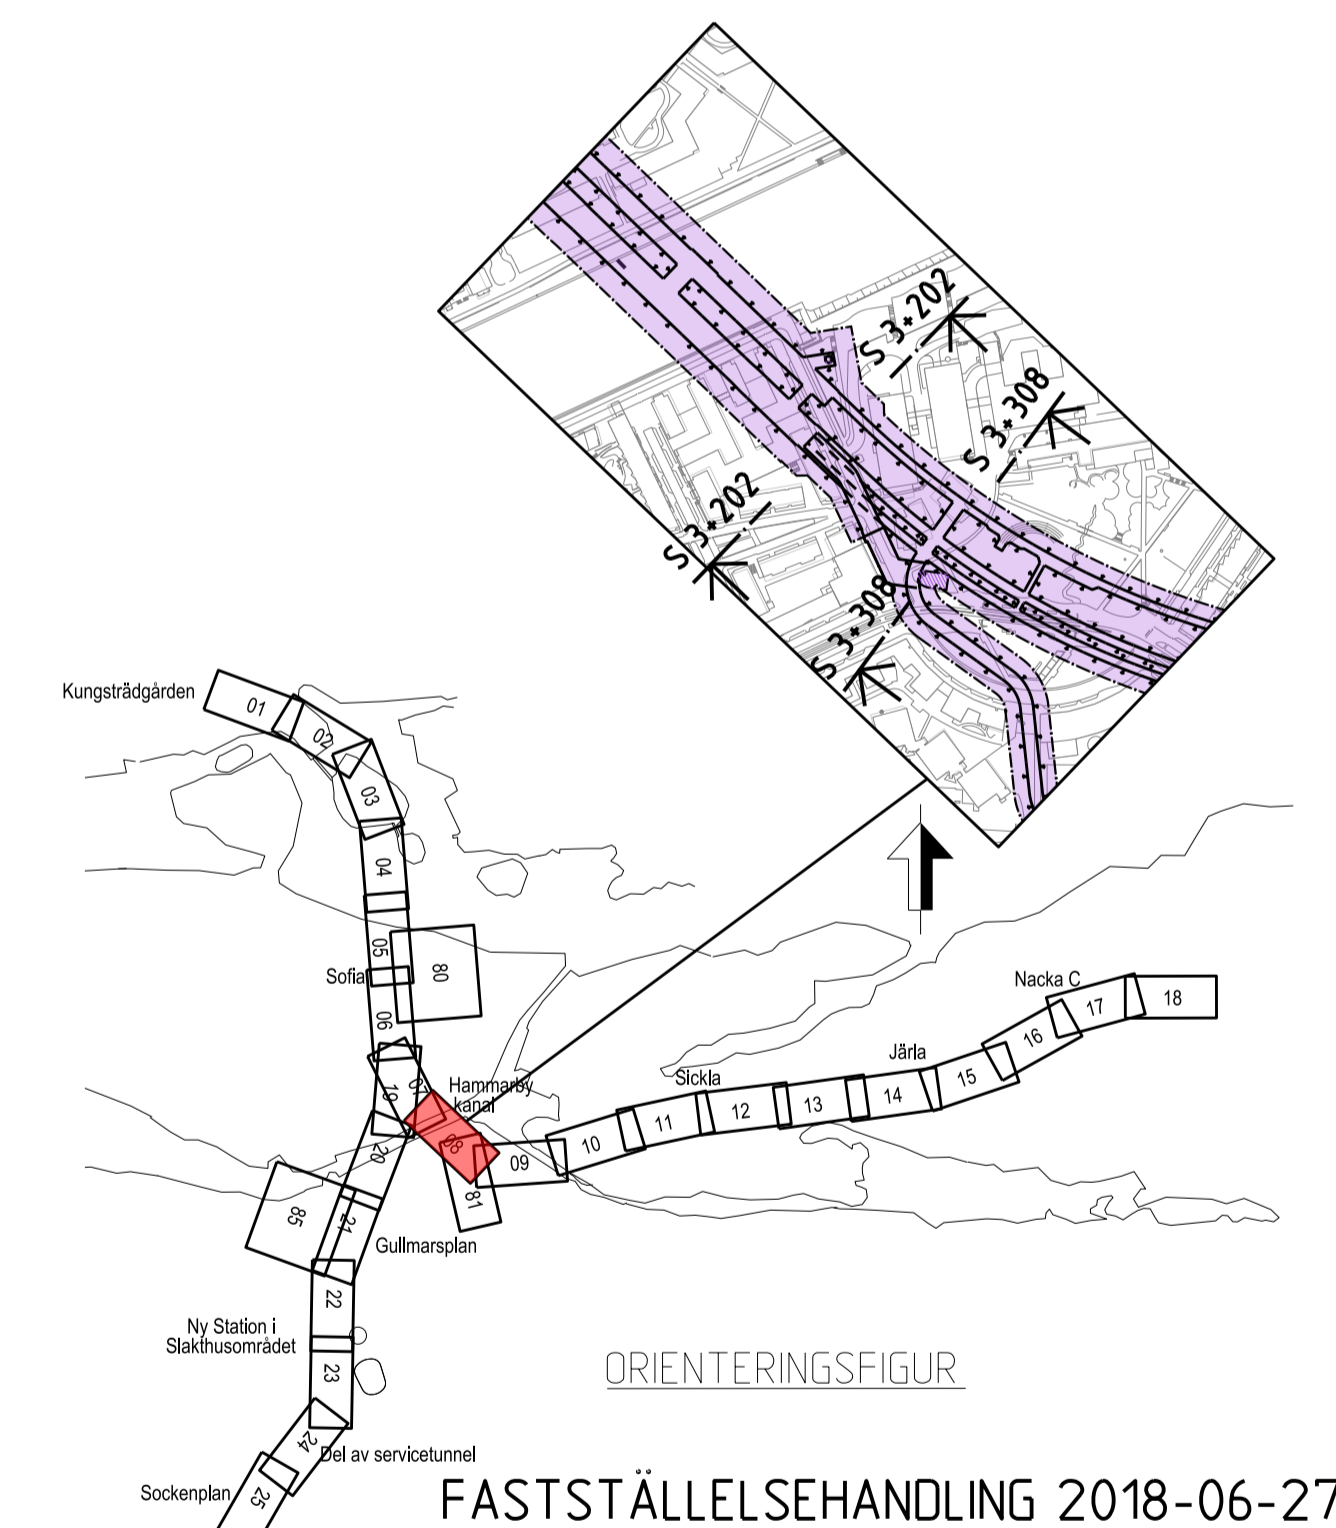 S 3+202
S 3+308
S 3+202
S 3+308
Kungsträdgården
01
02
03
04
05
Sofia
80
06
Nacka C
17
18
16
Järla
15
07
19
Hammarby
kanal
Sickla
14
13
12
11
10
08
09
20
81
85
21
Gullmarsplan
22
Ny Station i
Slakthusområdet
23
ORIENTERINGSFIGUR
24
Del av servicetunnel
Sockenplan
25
FASTSTÄLLELSEHANDLING 2018-06-27